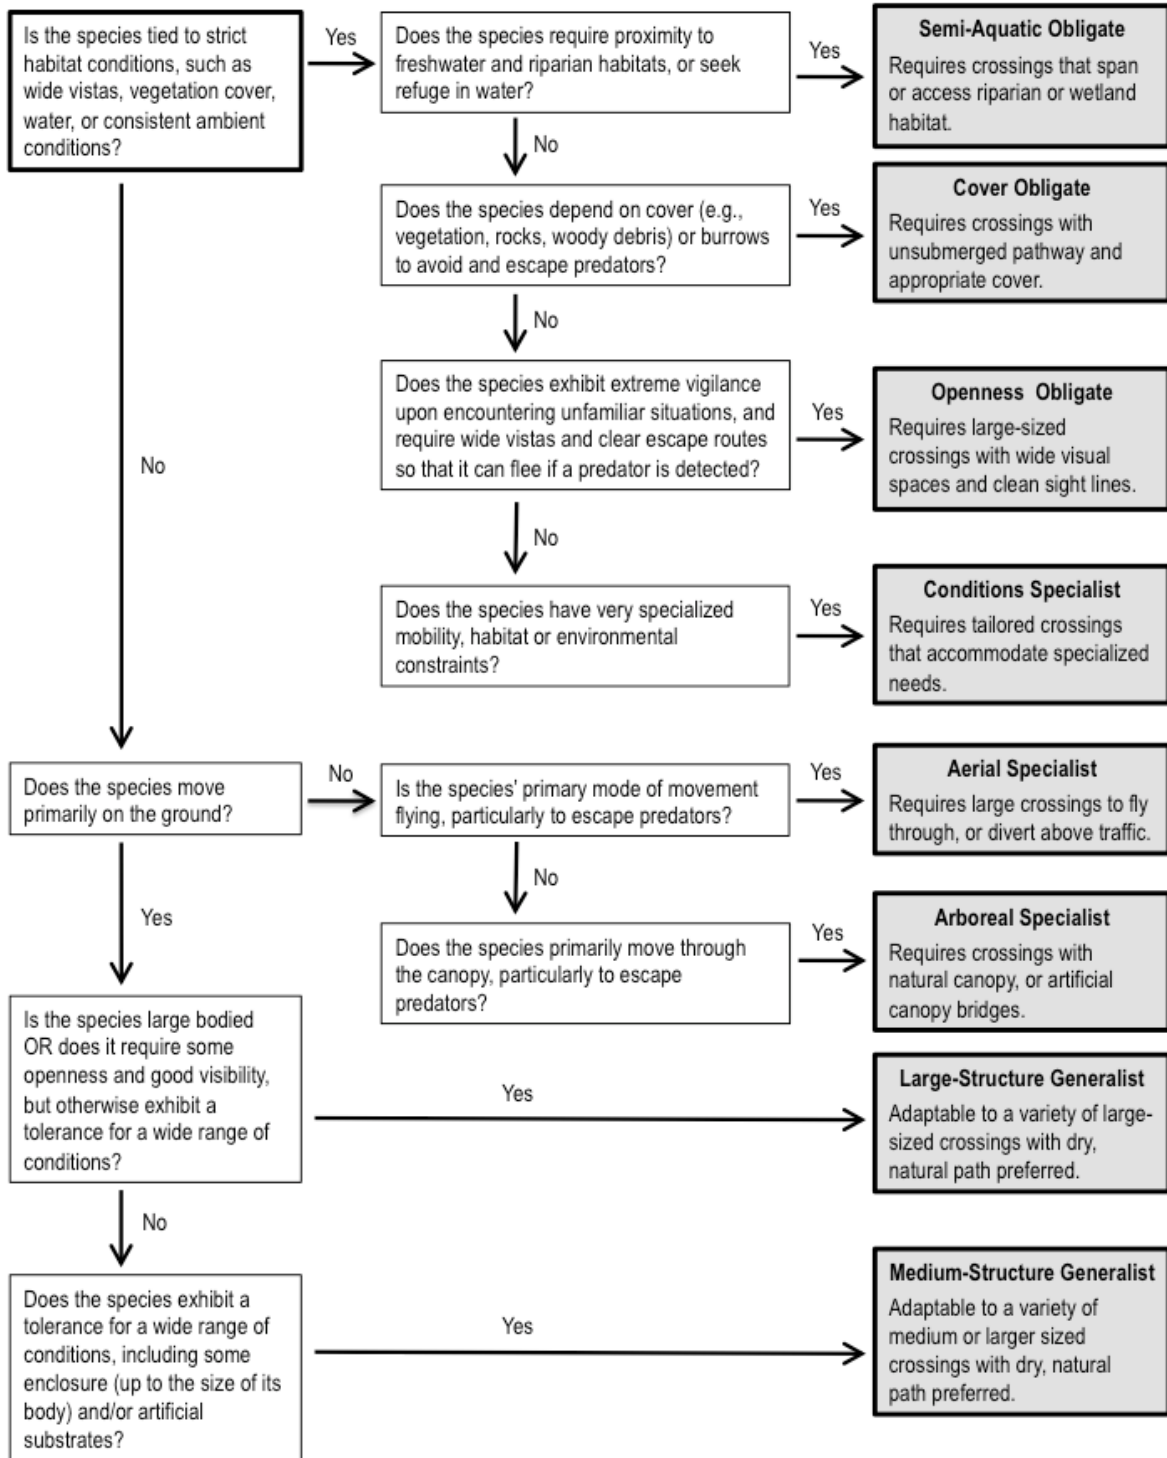 Is the species tied to strict
habitat conditions, such as
wide vistas, vegetation cover,
water, or consistent ambient
conditions?
Yes
Does the species require proximity to
freshwater and riparian habitats, or seek
refuge in water?
Yes
Semi-Aquatic Obligate
Requires crossings that span
or access riparian or wetland
habitat.
No
Does the species depend on cover (e.g.,
vegetation, rocks, woody debris) or burrows
to avoid and escape predators?
Yes
Cover Obligate
Requires crossings with
unsubmerged pathway and
appropriate cover.
No
Does the species exhibit extreme vigilance
upon encountering unfamiliar situations, and
require wide vistas and clear escape routes
so that it can flee if a predator is detected?
Yes
Openness Obligate
Requires large-sized
crossings with wide visual
spaces and clean sight lines.
No
No
Does the species have very specialized
mobility, habitat or environmental
constraints?
Yes
Conditions Specialist
Requires tailored crossings
that accommodate specialized
needs.
Does the species move
primarily on the ground?
No
Is the species' primary mode of movement
flying, particularly to escape predators?
Yes
Aerial Specialist
Requires large crossings to fly
through, or divert above traffic.
No
Yes
Does the species primarily move through
the canopy, particularly to escape
predators?
Yes
Arboreal Specialist
Requires crossings with
natural canopy, or artificial
canopy bridges.
Is the species large bodied
OR does it require some
openness and good visibility,
but otherwise exhibit a
tolerance for a wide range of
conditions?
Yes
Large-Structure Generalist
Adaptable to a variety of large-
sized crossings with dry,
natural path preferred.
No
Does the species exhibit a
tolerance for a wide range of
conditions, including some
enclosure (up to the size of its
body) and/or artificial
substrates?
Yes
Medium-Structure Generalist
Adaptable to a variety of
medium or larger sized
crossings with dry, natural
path preferred.